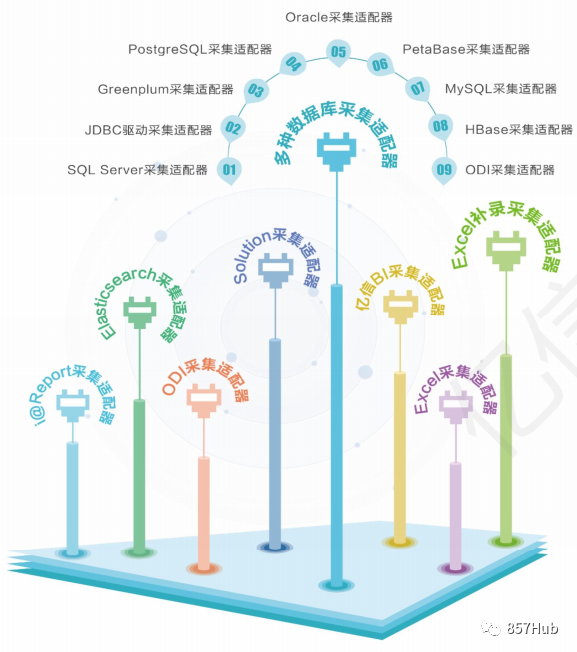 Oracle采集适配器
05
PostgreSQL采集适配器
04
06
PetaBase采集适配器
Greenplum采集适配器
03
07
MySQL采集适配器
JDBC驱动采集适配器
02
08
HBase采集适配器
SQL Server采集适配器
01
09
ODI采集适配器
多种数据库采集适配器
Excel补录采集适配器
Solution采集适配器
Elasticsearch采集适配器
亿信BI采集适配器
i@Report采集适配器
ODI采集适配器
Excel采集适配器
亿信
857Hub